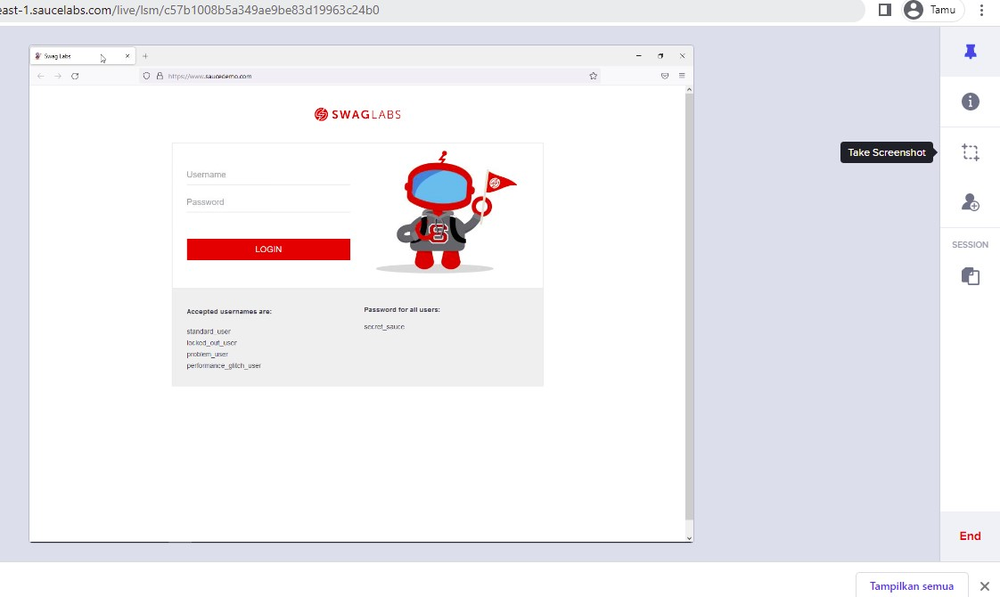 east-1.saucelabs.com/live/lsm/c57b1008b5a349ae9be83d19963c24b0
Tamu
Swag Labs
https://www.saucedemo.com
SWAGLABS
Take Screenshot
Username
Password
LOGIN
SESSION
Accepted usernames are:
Password for all users:
standard_user
secret_sauce
locked_out_user
problem_user
performance_glitch_user
End
Tampilkan semua